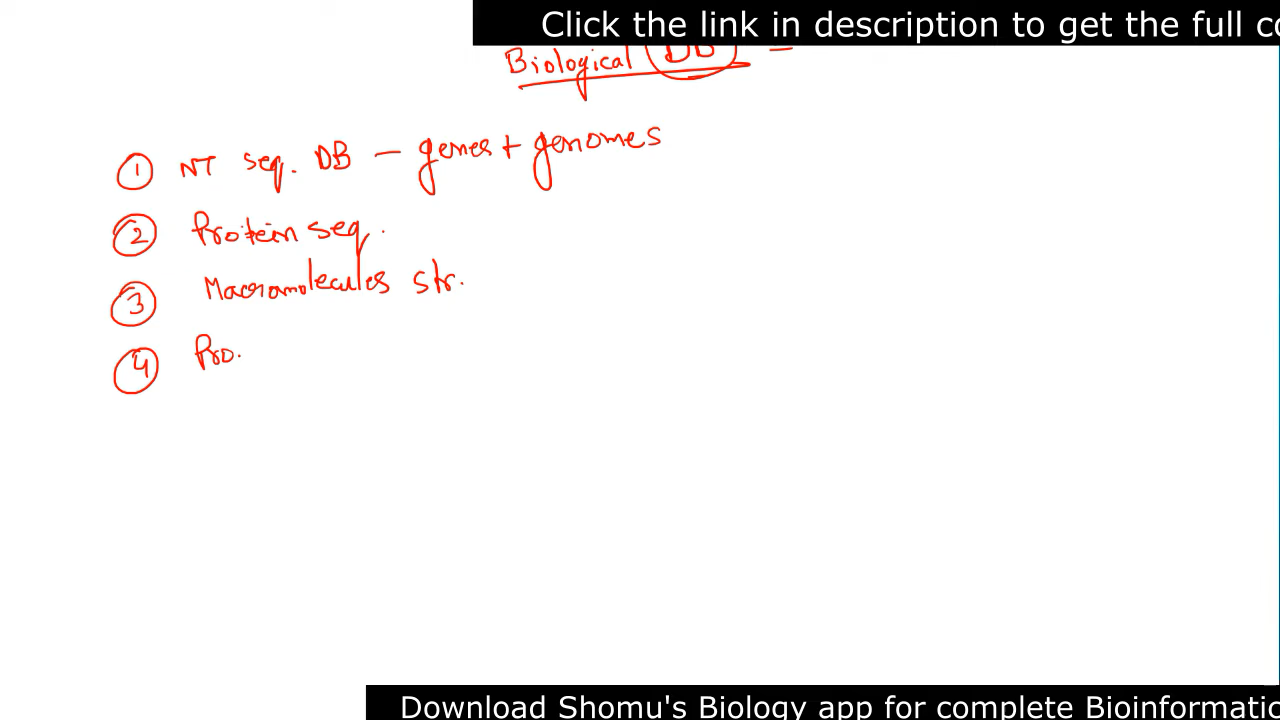 Click the link in description to get the full co
Biological DB -
1 NT seq. DB - genes + genomes
2 Protein seq.
3 Macromolecules str.
4 Pro.
Download Shomu's Biology app for complete Bioinformatic